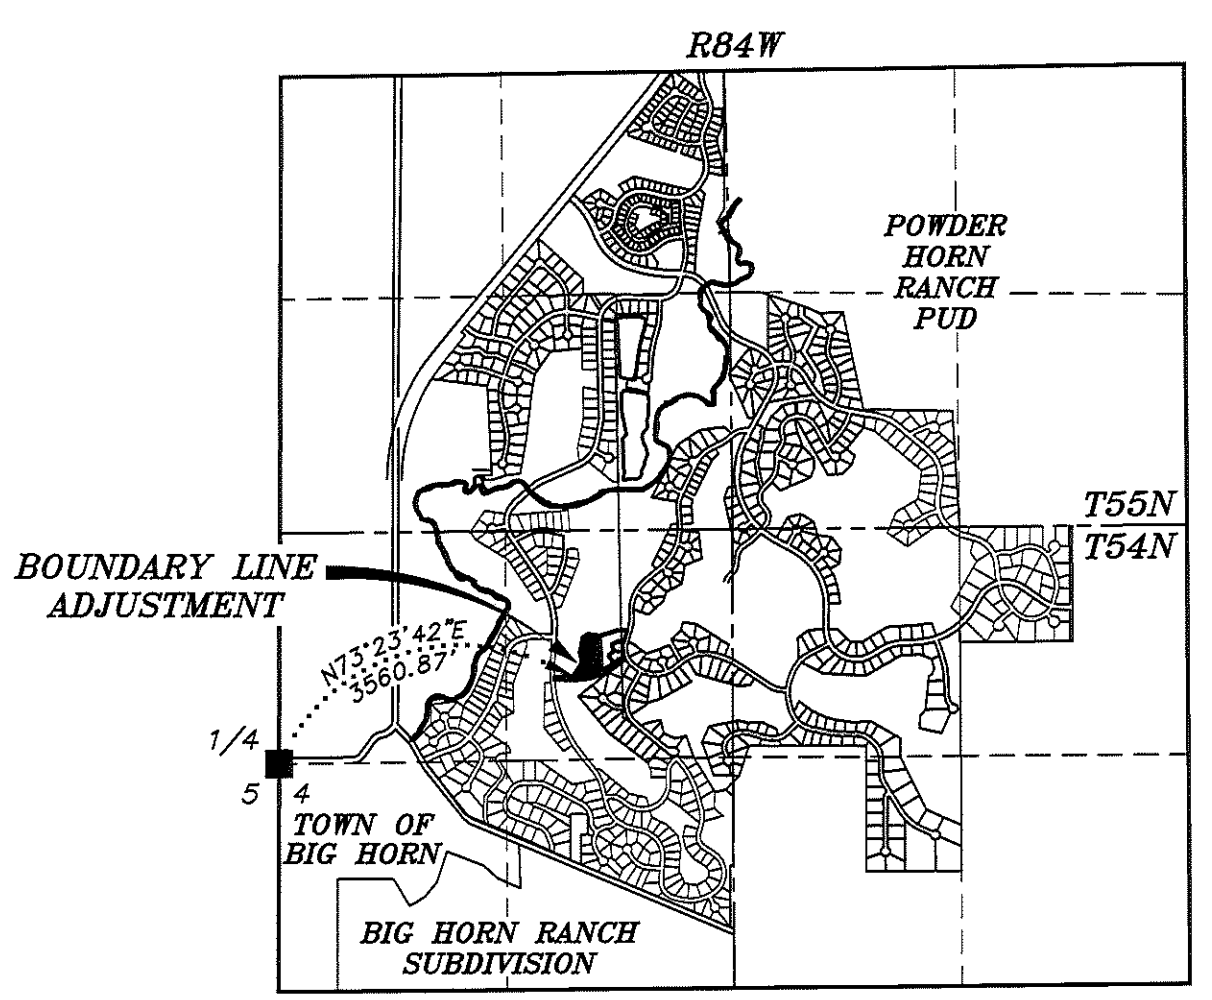 R84W
POWDER
HORN
RANCH
PUD
T55N
T54N
BOUNDARY LINE
ADJUSTMENT
N73°23'42"E
3560.87'
1/4
5 4
TOWN OF
BIG HORN
BIG HORN RANCH
SUBDIVISION